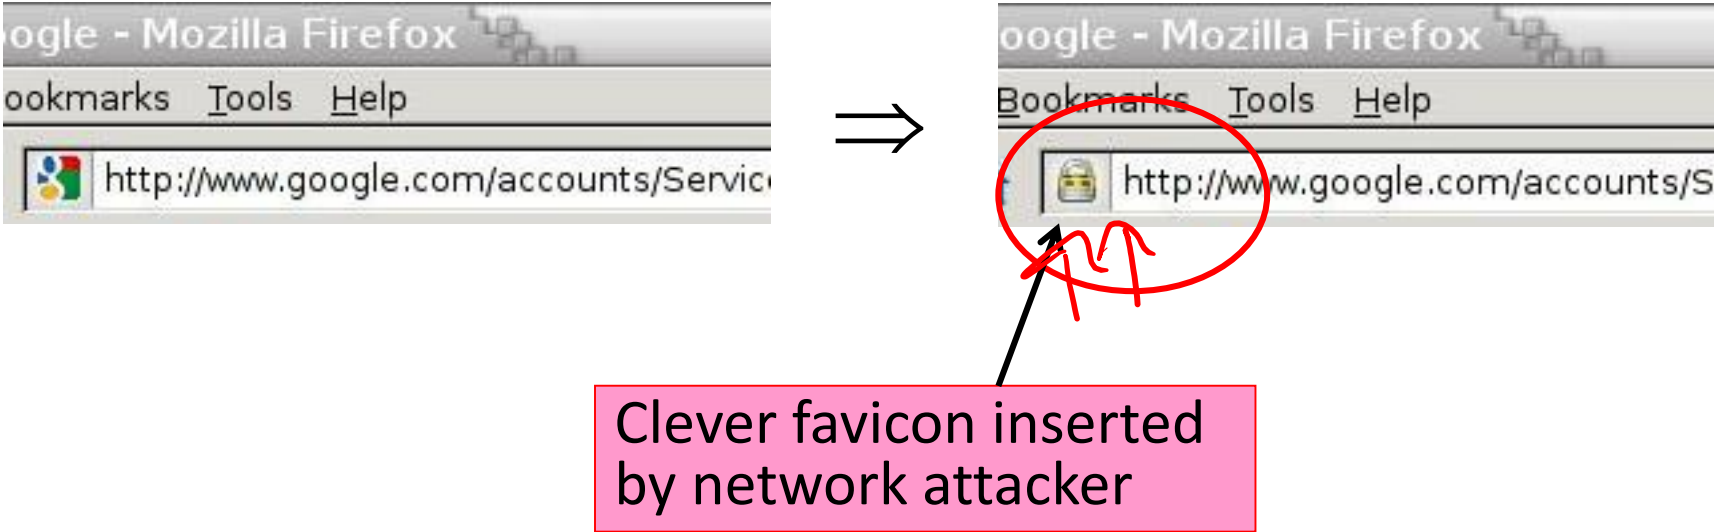 ogle - Mozilla Firefox
ookmarks Tools Help
http://www.google.com/accounts/Servic
⇒
oogle - Mozilla Firefox
Bookmarks Tools Help
http://www.google.com/accounts/S
Clever favicon inserted
by network attacker